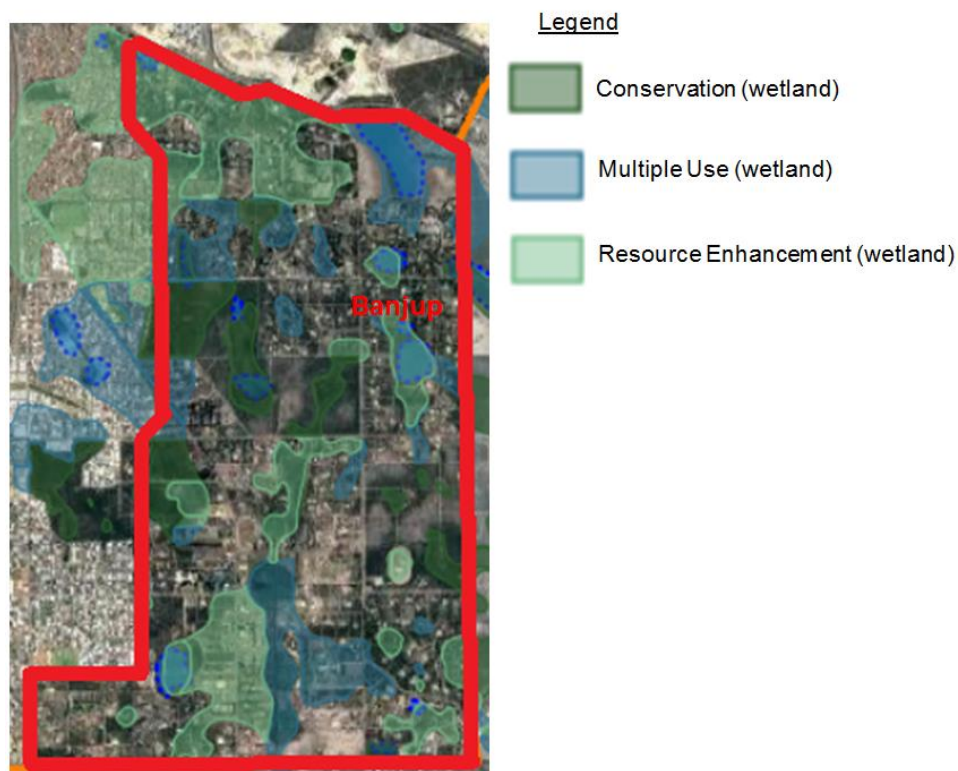 Legend
Conservation (wetland)
Multiple Use (wetland)
Resource Enhancement (wetland)
Banjup